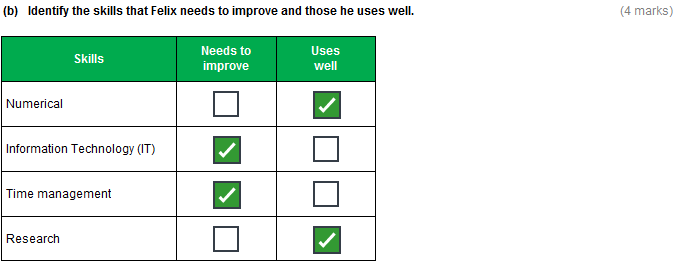 (b) Identify the skills that Felix needs to improve and those he uses well. (4 marks)
Skills Needs to improve Uses well
Numerical
Information Technology (IT)
Time management
Research